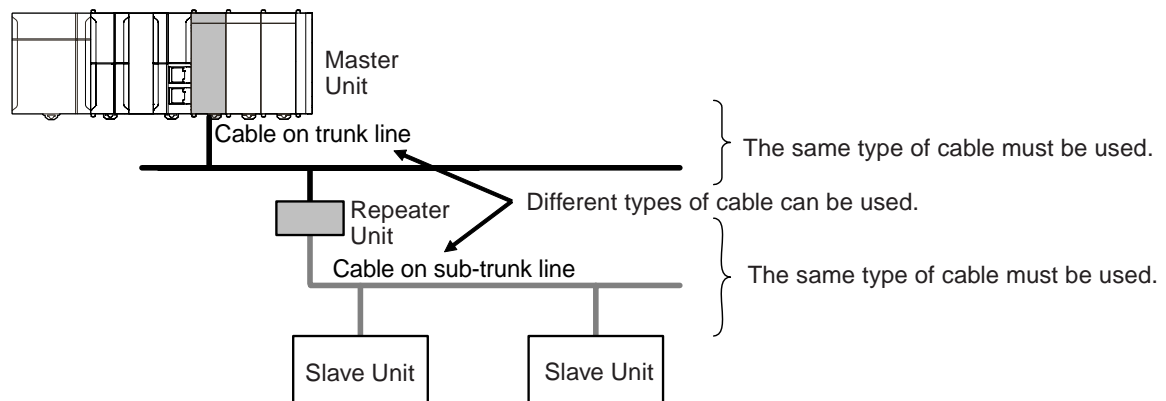 Master
Unit
Cable on trunk line
The same type of cable must be used.
Different types of cable can be used.
Repeater
Unit
Cable on sub-trunk line
The same type of cable must be used.
Slave Unit
Slave Unit